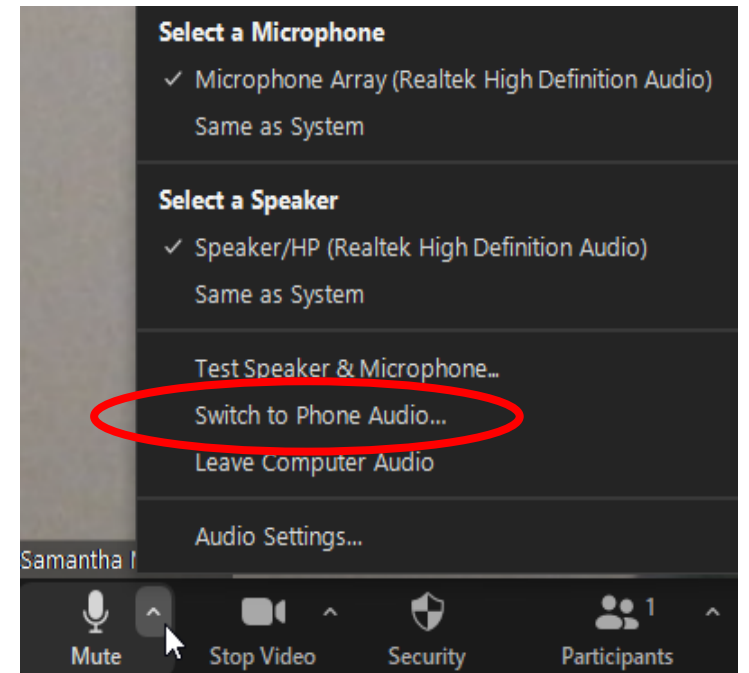 Select a Microphone
✓ Microphone Array (Realtek High Definition Audio)
Same as System
Select a Speaker
✓ Speaker/HP (Realtek High Definition Audio)
Same as System
Test Speaker & Microphone...
Switch to Phone Audio...
Leave Computer Audio
Audio Settings...
Samantha
1
Mute Stop Video Security Participants